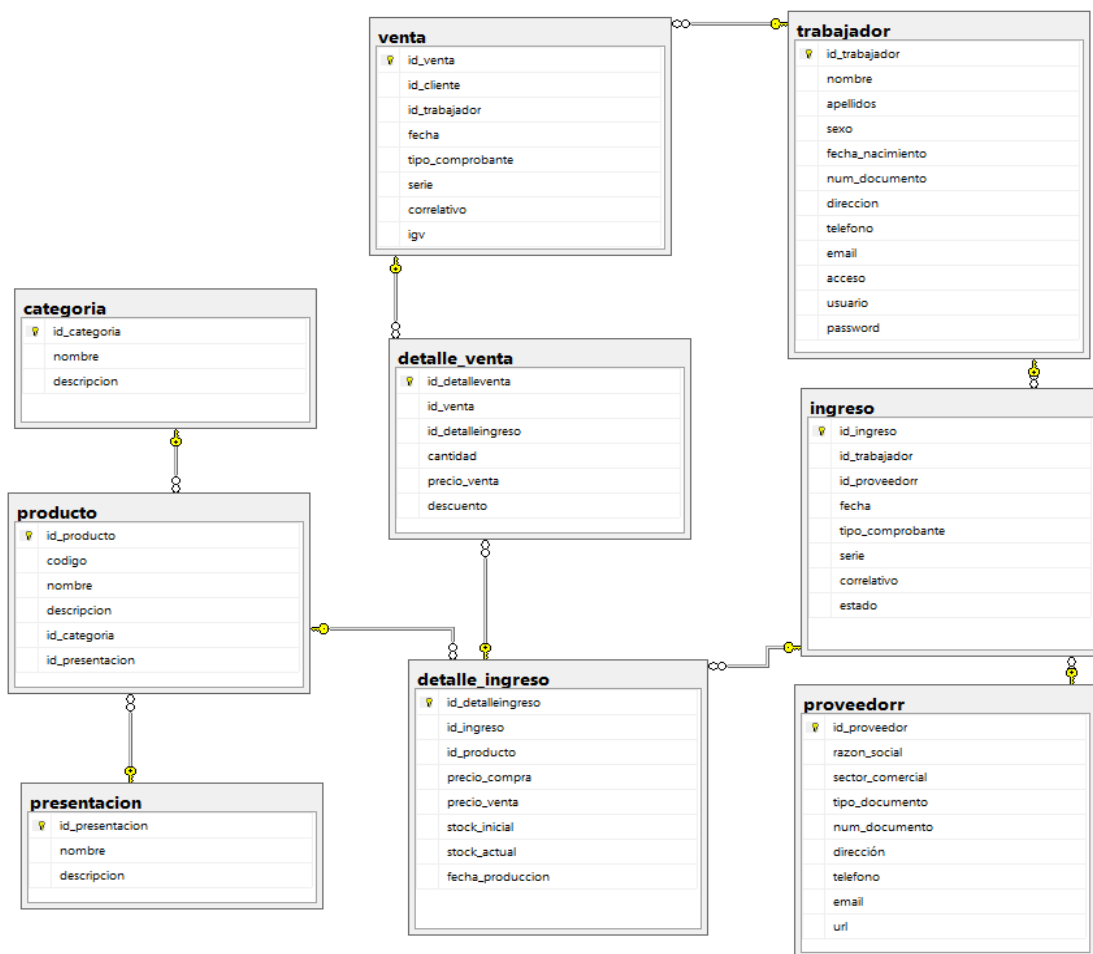 venta
id_venta
id_cliente
id_trabajador
fecha
tipo_comprobante
serie
correlativo
igv
trabajador
id_trabajador
nombre
apellidos
sexo
fecha_nacimiento
num_documento
direccion
telefono
email
acceso
usuario
password
categoria
id_categoria
nombre
descripcion
detalle_venta
id_detalleventa
id_venta
id_detalleingreso
cantidad
precio_venta
descuento
ingreso
id_ingreso
id_trabajador
id_proveedorr
fecha
tipo_comprobante
serie
correlativo
estado
producto
id_producto
codigo
nombre
descripcion
id_categoria
id_presentacion
detalle_ingreso
id_detalleingreso
id_ingreso
id_producto
precio_compra
precio_venta
stock_inicial
stock_actual
fecha_produccion
proveedorr
id_proveedor
razon_social
sector_comercial
tipo_documento
num_documento
dirección
telefono
email
url
presentacion
id_presentacion
nombre
descripcion